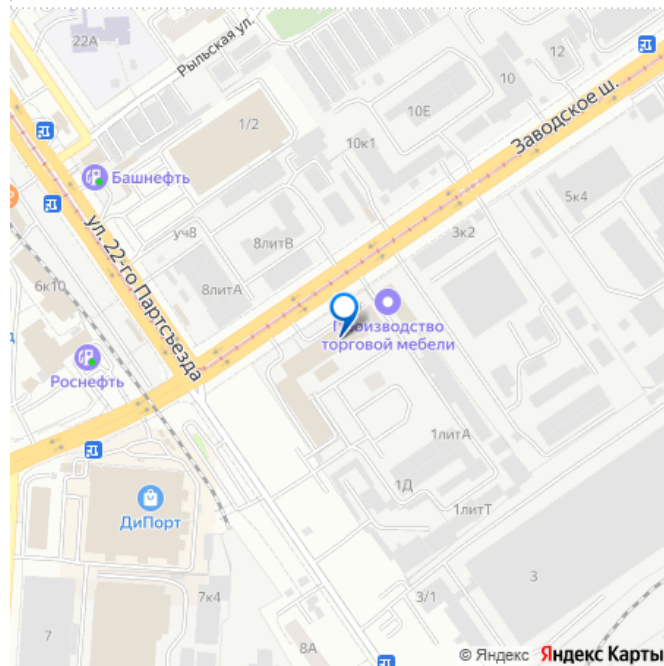 22А
Рыльская ул.
12
10
10Е
Заводское ш.
1/2
10к1
Башнефть
5к4
Ул. 22-го Партсъезда
уч8
8литВ
3к2
6к10
8литА
Производство
торговой мебели
Роснефть
1литА
1Д
ДиПорт
1литТ
3
7к4
3/1
7
8А
© Яндекс Яндекс Карты